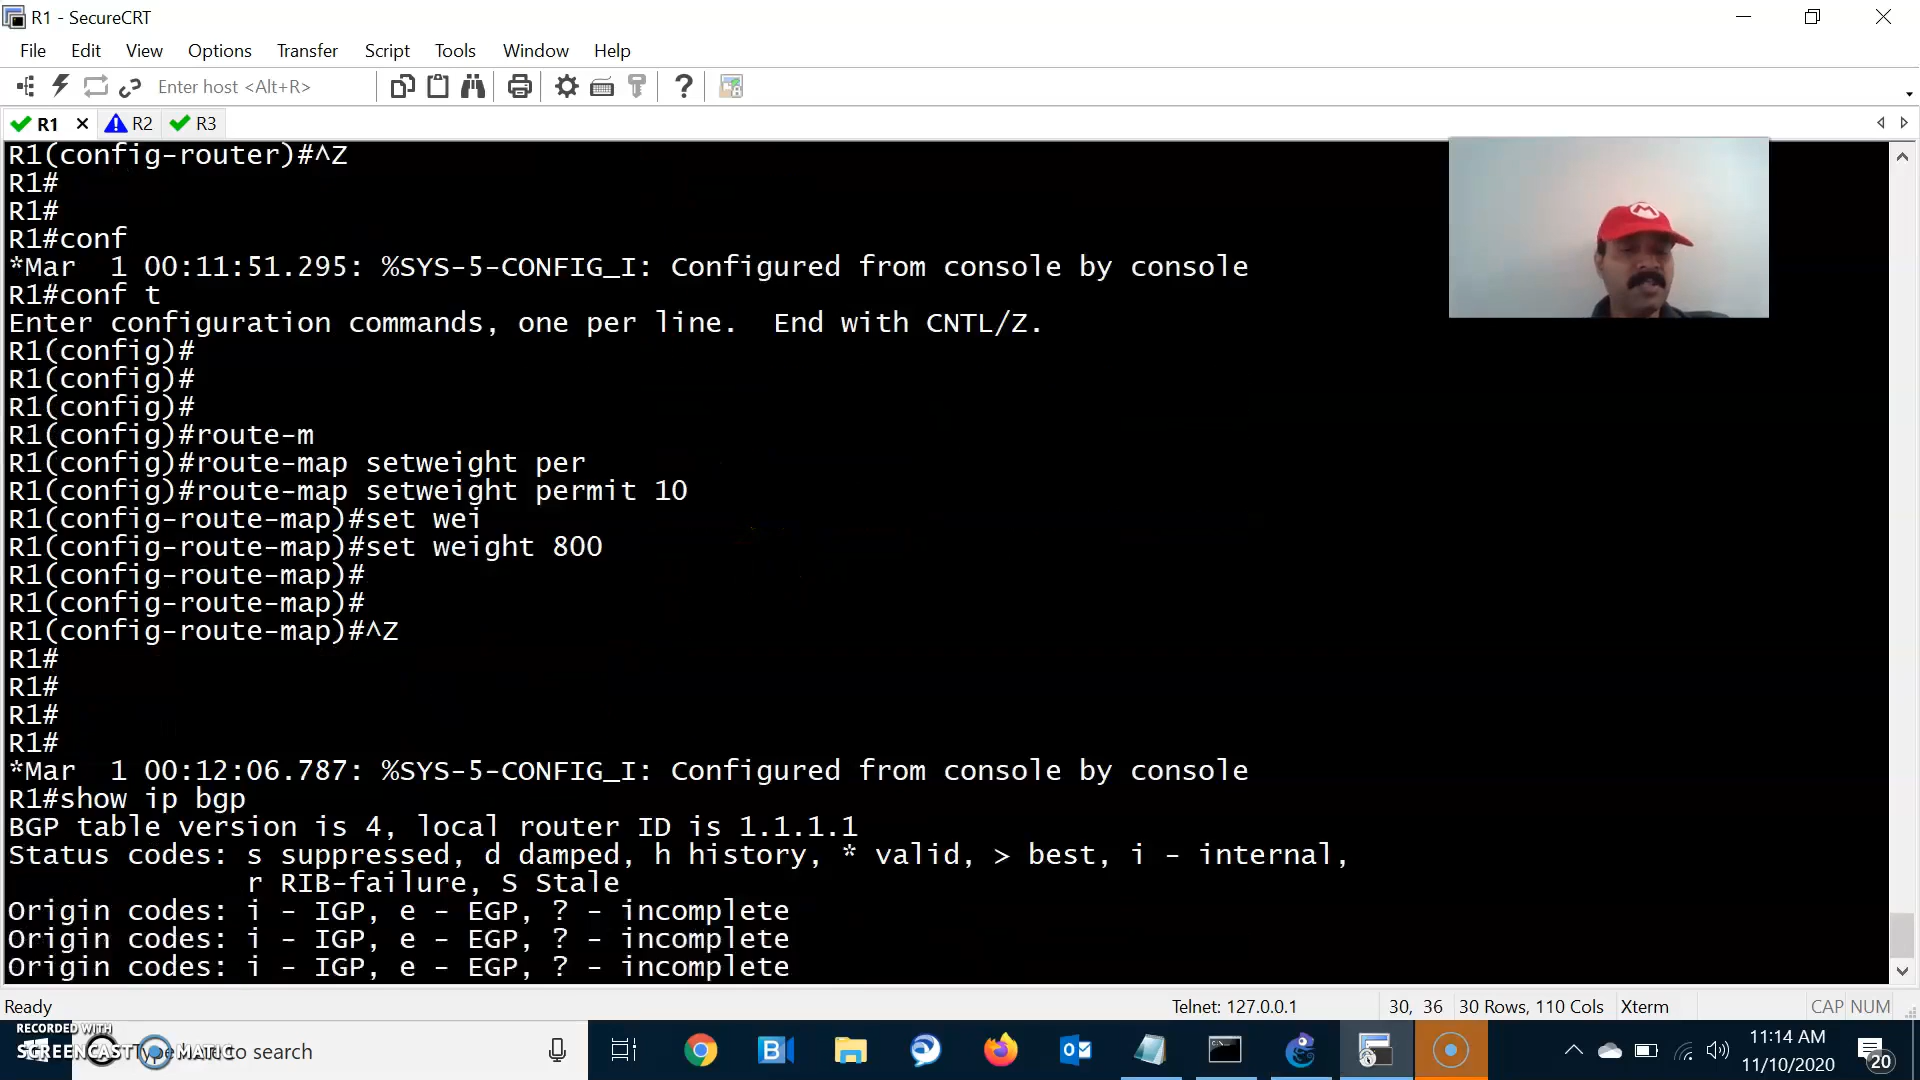 R1 - SecureCRT
File Edit View Options Transfer Script Tools Window Help
Enter host <Alt+R>
R1 R2 R3
R1(config-router)#^Z
R1#
R1#
R1#conf
*Mar  1 00:11:51.295: %SYS-5-CONFIG_I: Configured from console by console
R1#conf t
Enter configuration commands, one per line.  End with CNTL/Z.
R1(config)#
R1(config)#
R1(config)#
R1(config)#route-m
R1(config)#route-map setweight per
R1(config)#route-map setweight permit 10
R1(config-route-map)#set wei
R1(config-route-map)#set weight 800
R1(config-route-map)#
R1(config-route-map)#
R1(config-route-map)#^Z
R1#
R1#
R1#
R1#
*Mar  1 00:12:06.787: %SYS-5-CONFIG_I: Configured from console by console
R1#show ip bgp
BGP table version is 4, local router ID is 1.1.1.1
Status codes: s suppressed, d damped, h history, * valid, > best, i - internal,
r RIB-failure, S Stale
Origin codes: i - IGP, e - EGP, ? - incomplete
Origin codes: i - IGP, e - EGP, ? - incomplete
Origin codes: i - IGP, e - EGP, ? - incomplete
Ready Telnet: 127.0.0.1 30, 36 30 Rows, 110 Cols Xterm CAP NUM
RECORDED WITH
SCREENCAST MATIC
to search
11:14 AM
11/10/2020
20